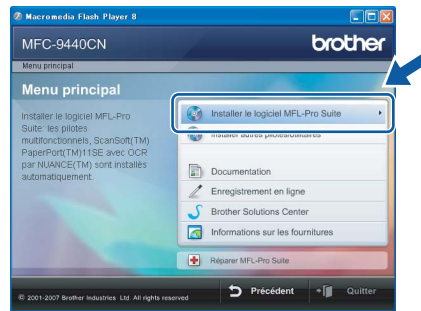 Macromedia Flash Player 8
MFC-9440CN
brother
Menu principal
Menu principal
Installer le logiciel MFL-Pro
Suite: les pilotes
multifonctionnels, ScanSoft(TM)
PaperPort(TM)11SE avec OCR
par NUANCE(TM) sont installés
automatiquement.
Installer le logiciel MFL-Pro Suite
Installer autres pilotes/utilitaires
Documentation
Enregistrement en ligne
Brother Solutions Center
Informations sur les fournitures
Réparer MFL-Pro Suite
© 2001-2007 Brother Industries Ltd. All rights reserved
Précédent
Quitter